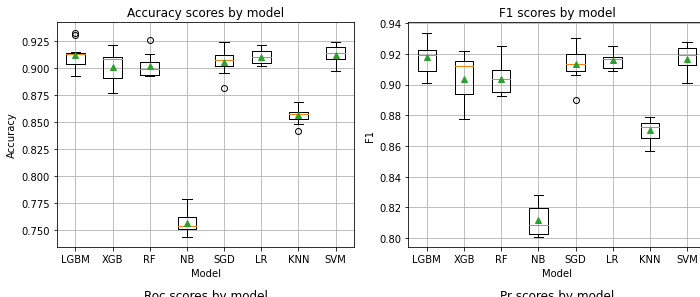 Accuracy scores by model
0.925
0.900
0.875
0.850
0.825
0.800
0.775
0.750
Accuracy
LGBM XGB RF NB SGD LR KNN SVM
Model
F1 scores by model
0.94
0.92
0.90
0.88
0.86
0.84
0.82
0.80
F1
LGBM XGB RF NB SGD LR KNN SVM
Model
Roc scores by model
Pr scores by model